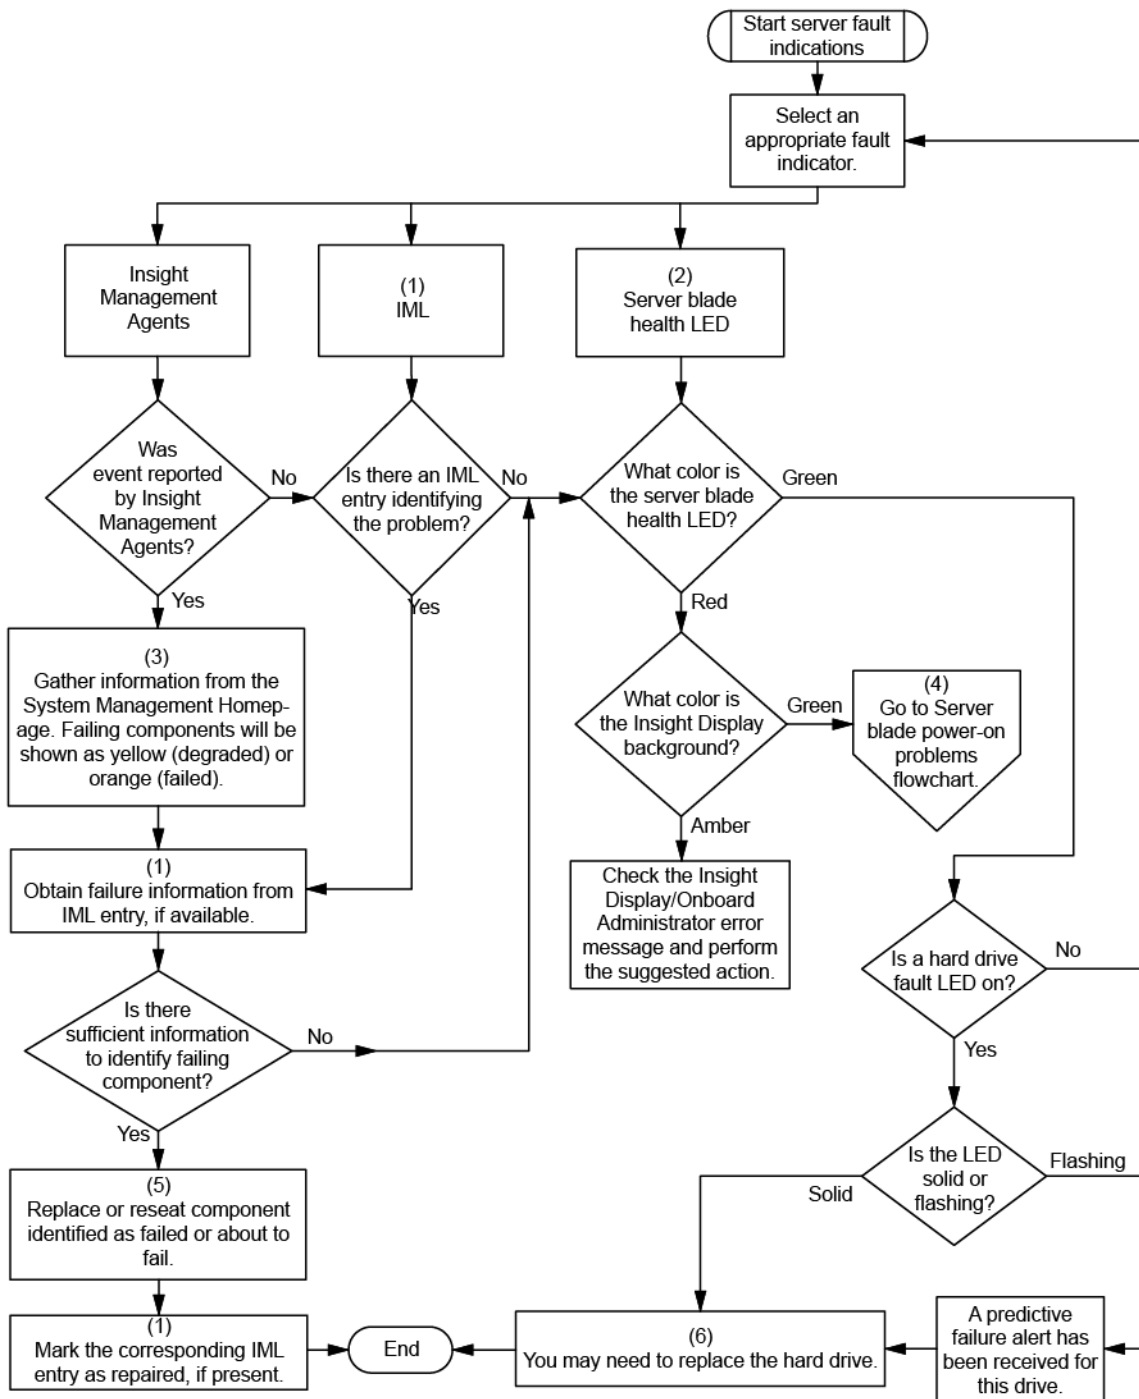 Start server fault
indications
Select an
appropriate fault
indicator.
Insight
Management
Agents
(1)
IML
(2)
Server blade
health LED
Was
event reported
by Insight
Management
Agents?
No
Is there an IML
entry identifying
the problem?
No
What color is
the server blade
health LED?
Green
Yes
Yes
Red
(3)
Gather information from the
System Management Homep-
age. Failing components will be
shown as yellow (degraded) or
orange (failed).
What color is
the Insight Display
background?
Green
(4)
Go to Server
blade power-on
problems
flowchart.
Amber
(1)
Obtain failure information from
IML entry, if available.
Check the Insight
Display/Onboard
Administrator error
message and perform
the suggested action.
Is a hard drive
fault LED on?
No
Is there
sufficient information
to identify failing
component?
No
Yes
Yes
Is the LED
solid or
flashing?
Flashing
Solid
(5)
Replace or reseat component
identified as failed or about to
fail.
(1)
Mark the corresponding IML
entry as repaired, if present.
End
(6)
You may need to replace the hard drive.
A predictive
failure alert has
been received for
this drive.